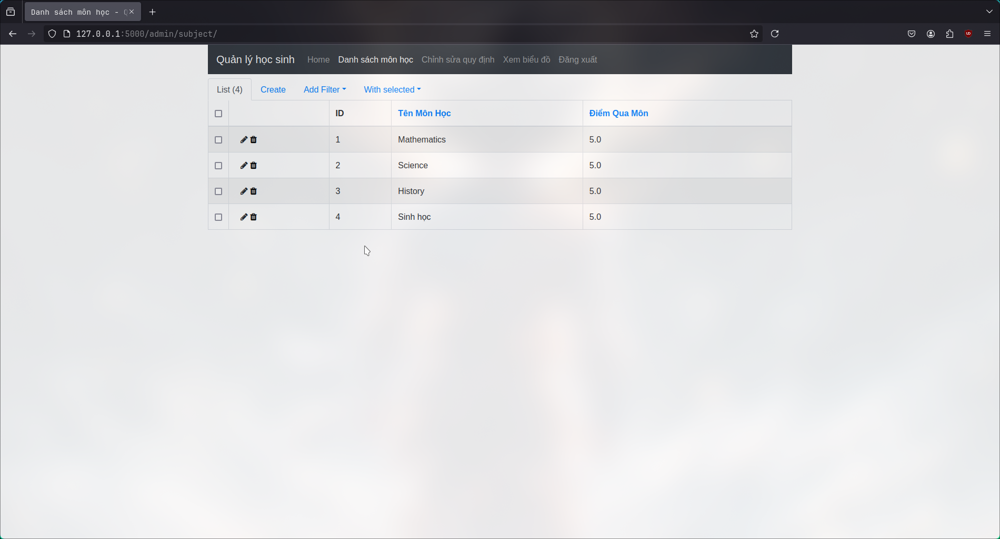 Danh sách môn học - Q
127.0.0.1:5000/admin/subject/
Quản lý học sinh Home Danh sách môn học Chỉnh sửa quy định Xem biểu đồ Đăng xuất
List (4) Create Add Filter With selected
ID Tên Môn Học Điểm Qua Môn
1 Mathematics 5.0
2 Science 5.0
3 History 5.0
4 Sinh học 5.0